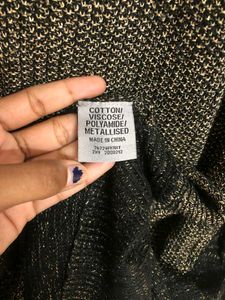 COTTON/
VISCOSE/
POLYAMIDE/
METALLISED
MADE IN CHINA